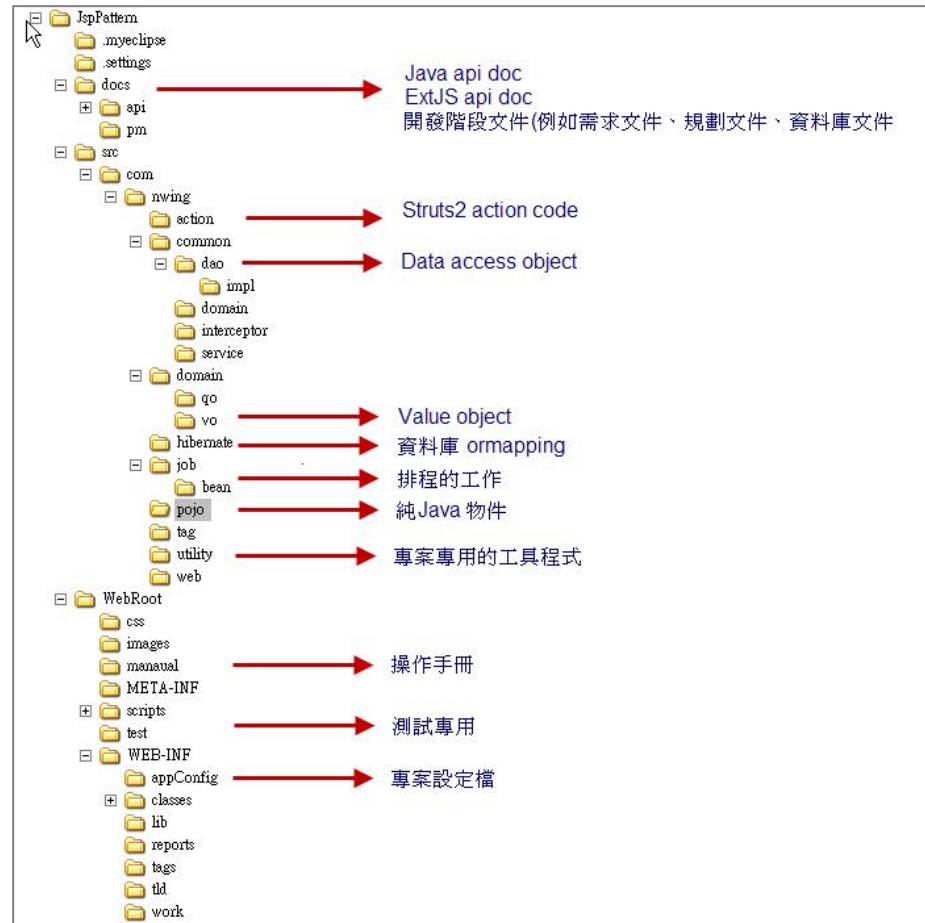 JspPattern
.myeclipse
.settings
docs
Java api doc
ExtJS api doc
開發階段文件(例如需求文件、規劃文件、資料庫文件
api
pm
src
com
nwing
action
Struts2 action code
common
dao
Data access object
impl
domain
interceptor
service
domain
qo
vo
Value object
hibernate
資料庫 ormapping
job
排程的工作
bean
pojo
純Java 物件
tag
utility
專案專用的工具程式
web
WebRoot
css
images
manaual
操作手冊
META-INF
scripts
測試專用
test
WEB-INF
appConfig
專案設定檔
classes
lib
reports
tags
tld
work